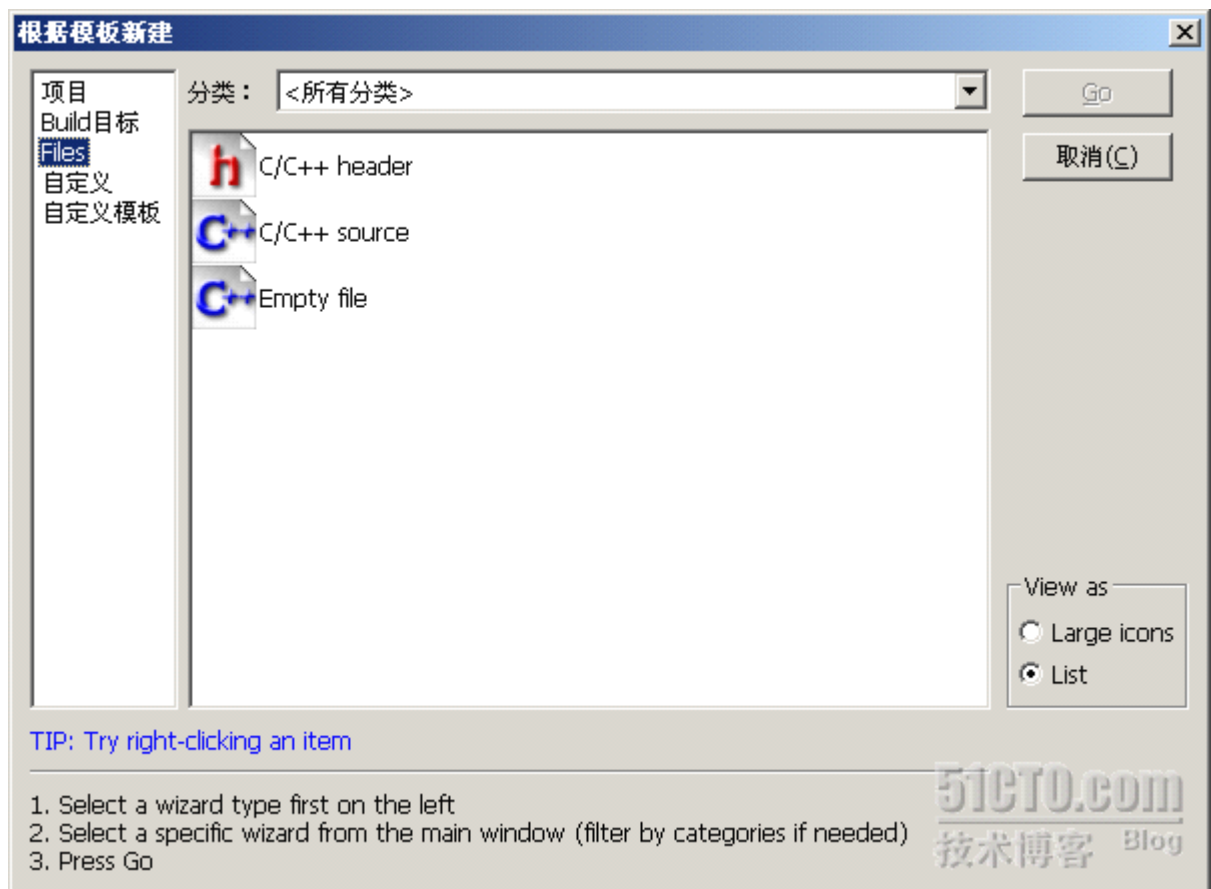 根据模板新建
项目
Build目标
Files
自定义
自定义模板
分类：
<所有分类>
C/C++ header
C/C++ source
Empty file
Go
取消(C)
View as
Large icons
List
TIP: Try right-clicking an item
1. Select a wizard type first on the left
2. Select a specific wizard from the main window (filter by categories if needed)
3. Press Go
51CTO.com
技术博客 Blog